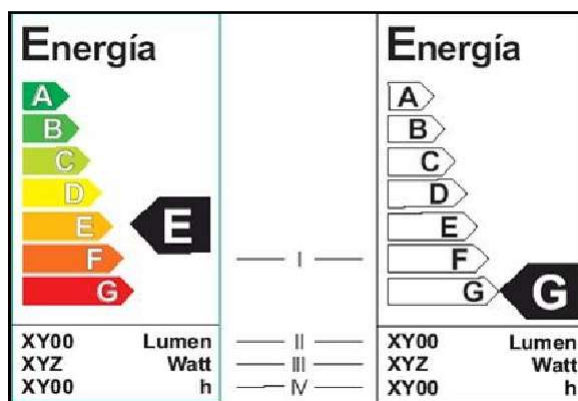 Energía
A
B
C
D
E
F
G
E
XY00 Lumen
XYZ Watt
XY00 h
I
II
III
IV
Energía
A
B
C
D
E
F
G
G
XY00 Lumen
XYZ Watt
XY00 h